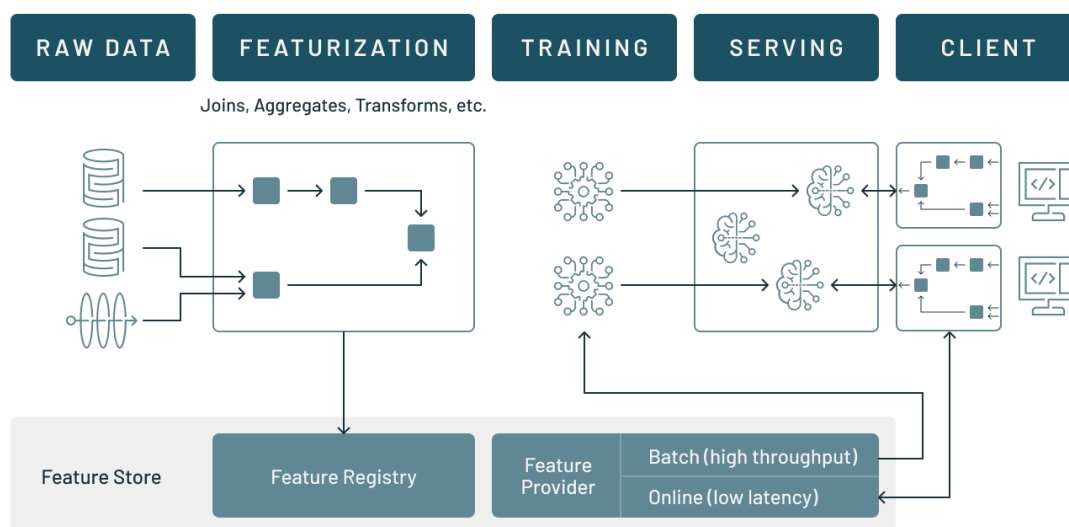 RAW DATA
FEATURIZATION
TRAINING
SERVING
CLIENT
Joins, Aggregates, Transforms, etc.
</>
</>
Feature Store
Feature Registry
Feature
Provider
Batch (high throughput)
Online (low latency)